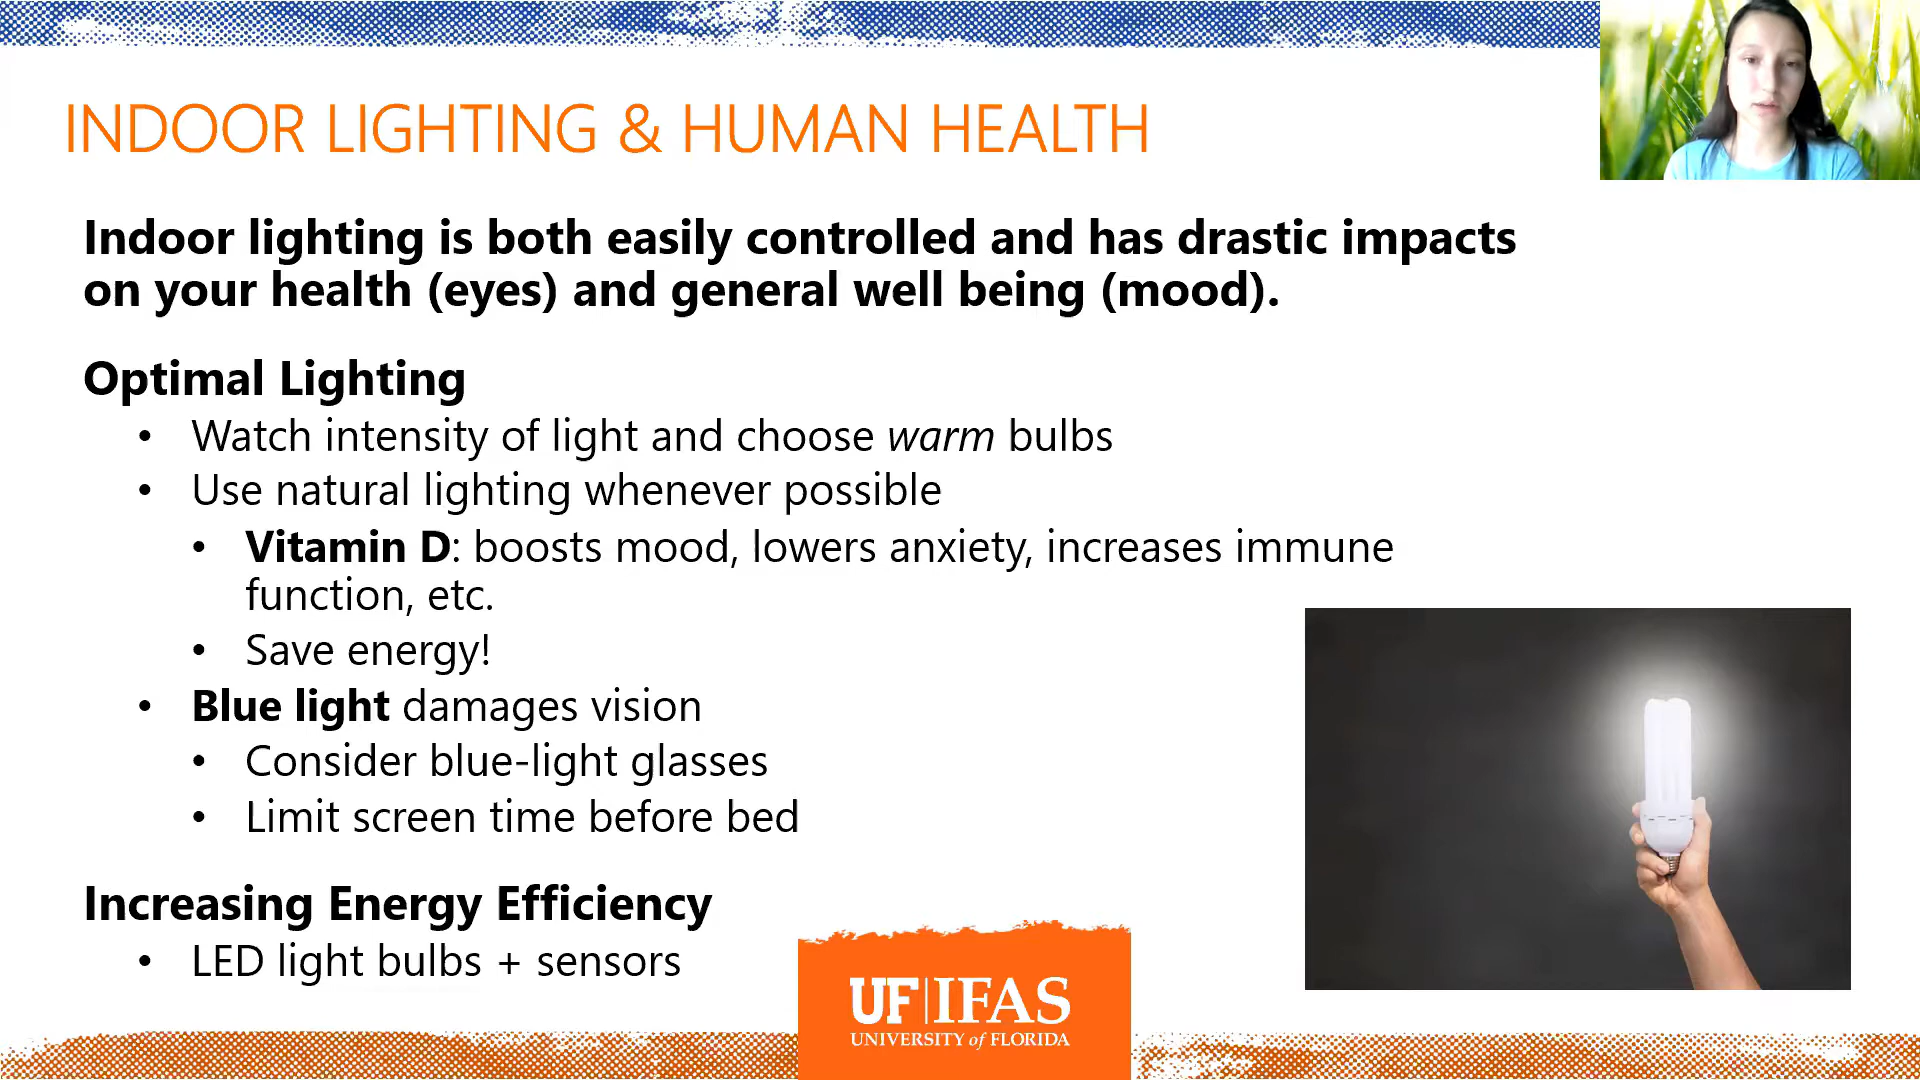 INDOOR LIGHTING & HUMAN HEALTH
Indoor lighting is both easily controlled and has drastic impacts
on your health (eyes) and general well being (mood).
Optimal Lighting
• Watch intensity of light and choose warm bulbs
• Use natural lighting whenever possible
• Vitamin D: boosts mood, lowers anxiety, increases immune
function, etc.
• Save energy!
• Blue light damages vision
• Consider blue-light glasses
• Limit screen time before bed
Increasing Energy Efficiency
• LED light bulbs + sensors
UF|IFAS
UNIVERSITY of FLORIDA